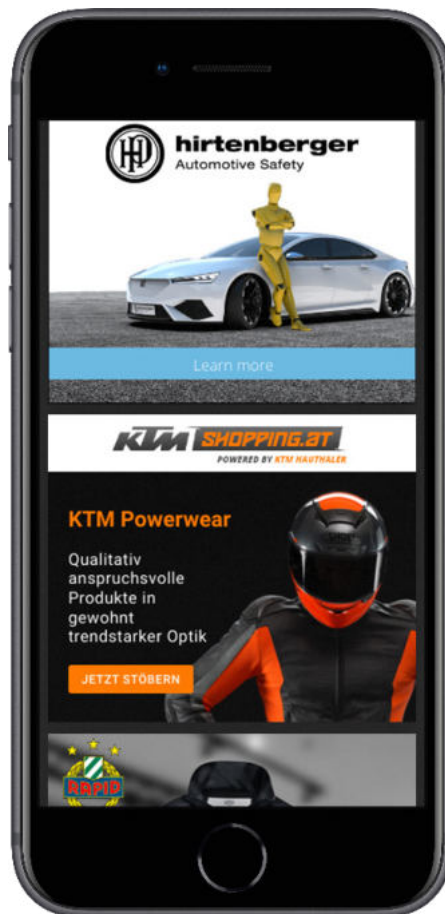 hirtenberger
Automotive Safety
Learn more
KTM SHOPPING.AT
POWERED BY KTM HAUTHALER
KTM Powerwear
Qualitativ
anspruchsvolle
Produkte in
gewohnt
trendstarker Optik
JETZT STÖBERN
RAPID